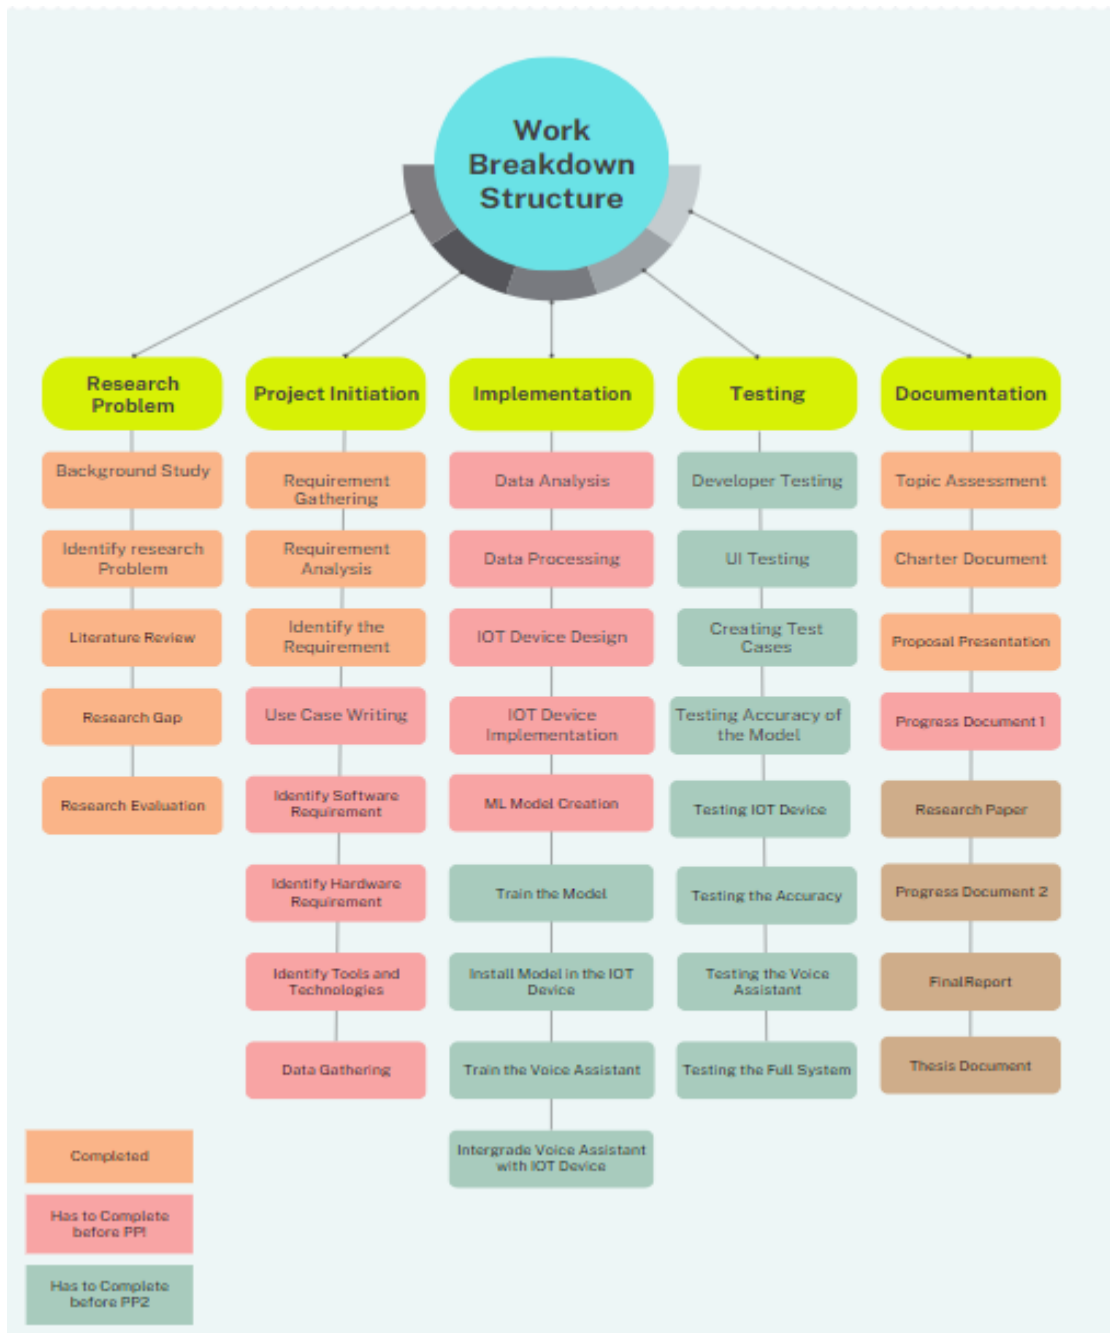 Work
Breakdown
Structure
Research
Problem
Background Study
Identify research
Problem
Literature Review
Research Gap
Research Evaluation
Project Initiation
Requirement
Gathering
Requirement
Analysis
Identify the
Requirement
Use Case Writing
Identify Software
Requirement
Identify Hardware
Requirement
Identify Tools and
Technologies
Data Gathering
Implementation
Data Analysis
Data Processing
IOT Device Design
IOT Device
Implementation
ML Model Creation
Train the Model
Install Model in the IOT
Device
Train the Voice Assistant
Intergrade Voice Assistant
with IOT Device
Testing
Developer Testing
UI Testing
Creating Test
Cases
Testing Accuracy of
the Model
Testing IOT Device
Testing the Accuracy
Testing the Voice
Assistant
Testing the Full System
Documentation
Topic Assessment
Charter Document
Proposal Presentation
Progress Document 1
Research Paper
Progress Document 2
FinalReport
Thesis Document
Completed
Has to Complete
before PP1
Has to Complete
before PP2